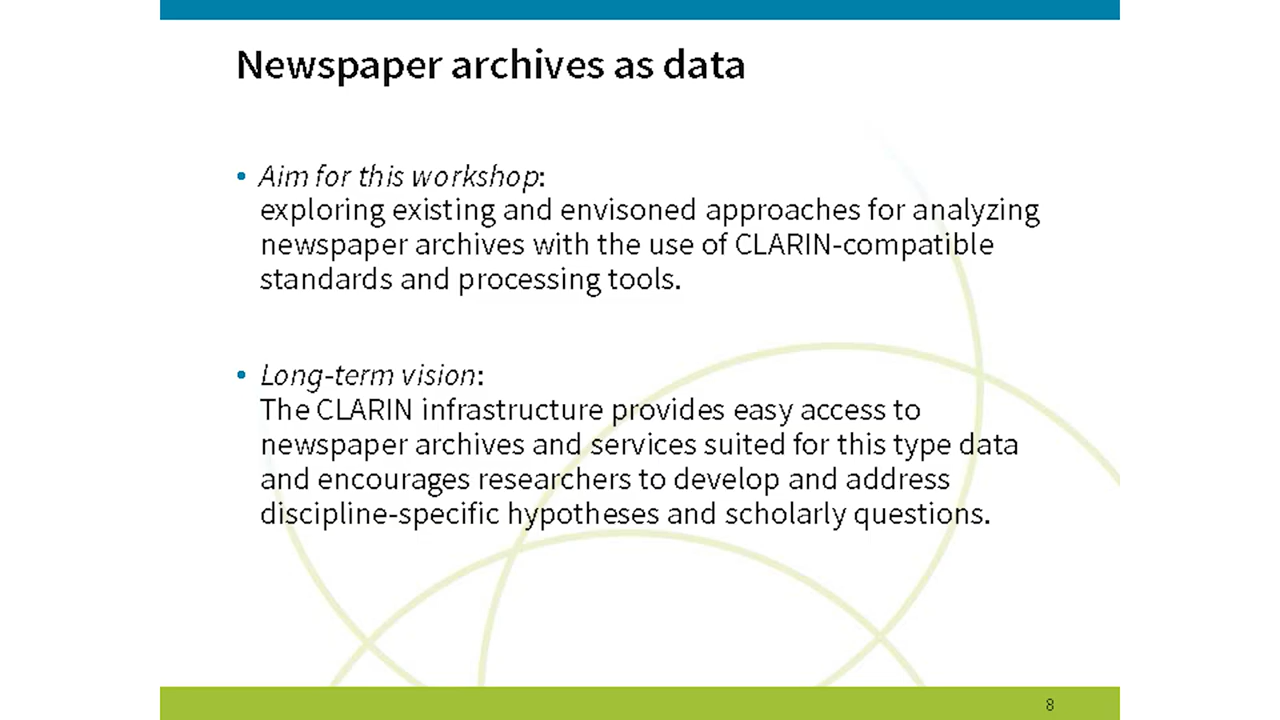 Newspaper archives as data
• Aim for this workshop:
exploring existing and envisoned approaches for analyzing
newspaper archives with the use of CLARIN-compatible
standards and processing tools.
• Long-term vision:
The CLARIN infrastructure provides easy access to
newspaper archives and services suited for this type data
and encourages researchers to develop and address
discipline-specific hypotheses and scholarly questions.
8